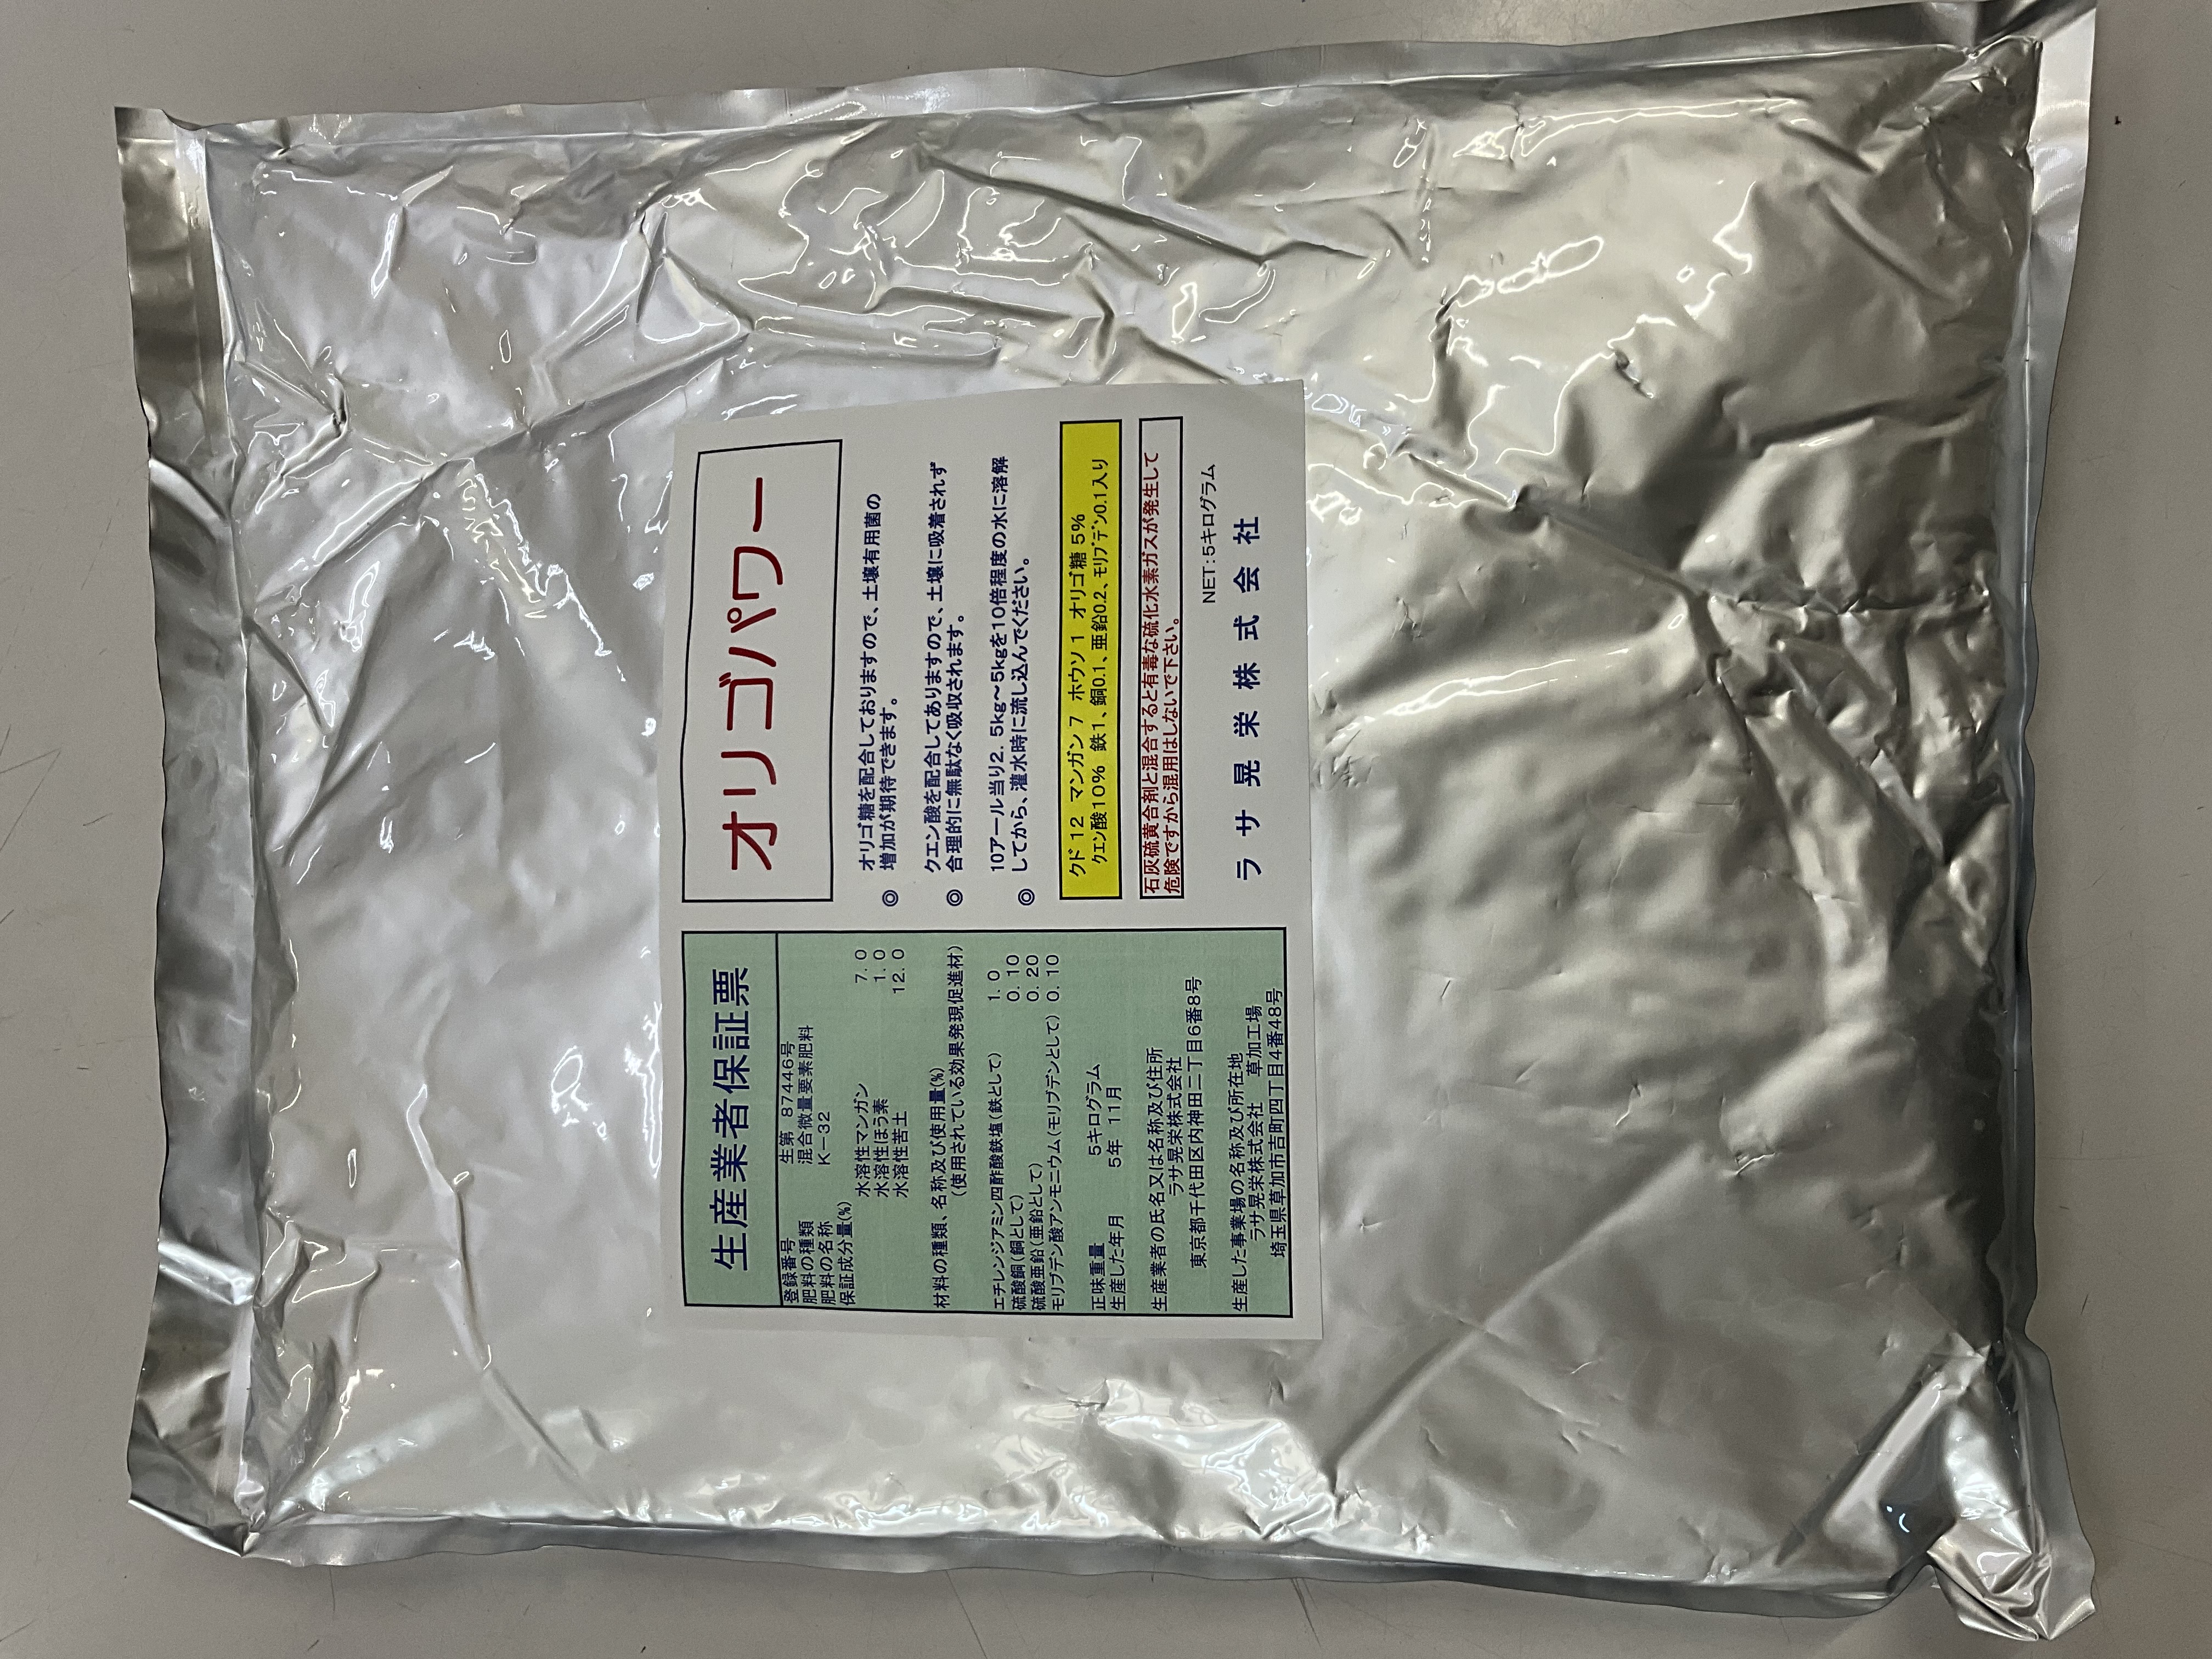 生産業者保証票
登録番号 生第 87446号
肥料の種類 混合微量要素肥料
肥料の名称 K－32
保証成分量(%)
水溶性マンガン 7.0
水溶性ほう素 1.0
水溶性苦土 12.0
材料の種類、名称及び使用量(%)
(使用されている効果発現促進材)
エチレンジアミン四酢酸鉄塩(鉄として) 1.0
硫酸銅(銅として) 0.10
硫酸亜鉛(亜鉛として) 0.20
モリブデン酸アンモニウム(モリブデンとして) 0.10
正味重量 5キログラム
生産した年月 5年 11月
生産業者の氏名又は名称及び住所
ラサ晃栄株式会社
東京都千代田区内神田二丁目6番8号
生産した事業場の名称及び所在地
ラサ晃栄株式会社 草加工場
埼玉県草加市吉町四丁目4番48号
オリゴパワー
◎ オリゴ糖を配合しておりますので、土壌有用菌の
増加が期待できます。
◎ クエン酸を配合してありますので、土壌に吸着されず
合理的に無駄なく吸収されます。
◎ 10アール当り2.5kg～5kgを10倍程度の水に溶解
してから、灌水時に流し込んでください。
クド 12 マンガン 7 ホウソ 1 オリゴ糖 5%
クエン酸10% 鉄1、銅0.1、亜鉛0.2、モリブデン0.1入り
石灰硫黄合剤と混合すると有毒な硫化水素ガスが発生して
危険ですから混用はしないで下さい。
NET:5キログラム
ラサ晃栄株式会社